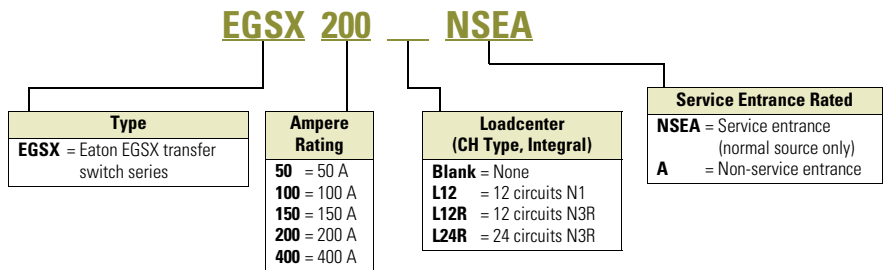 EGSX 200 __ NSEA
Type
EGSX = Eaton EGSX transfer
switch series
Ampere
Rating
50 = 50 A
100 = 100 A
150 = 150 A
200 = 200 A
400 = 400 A
Loadcenter
(CH Type, Integral)
Blank = None
L12 = 12 circuits N1
L12R = 12 circuits N3R
L24R = 24 circuits N3R
Service Entrance Rated
NSEA = Service entrance
(normal source only)
A = Non-service entrance